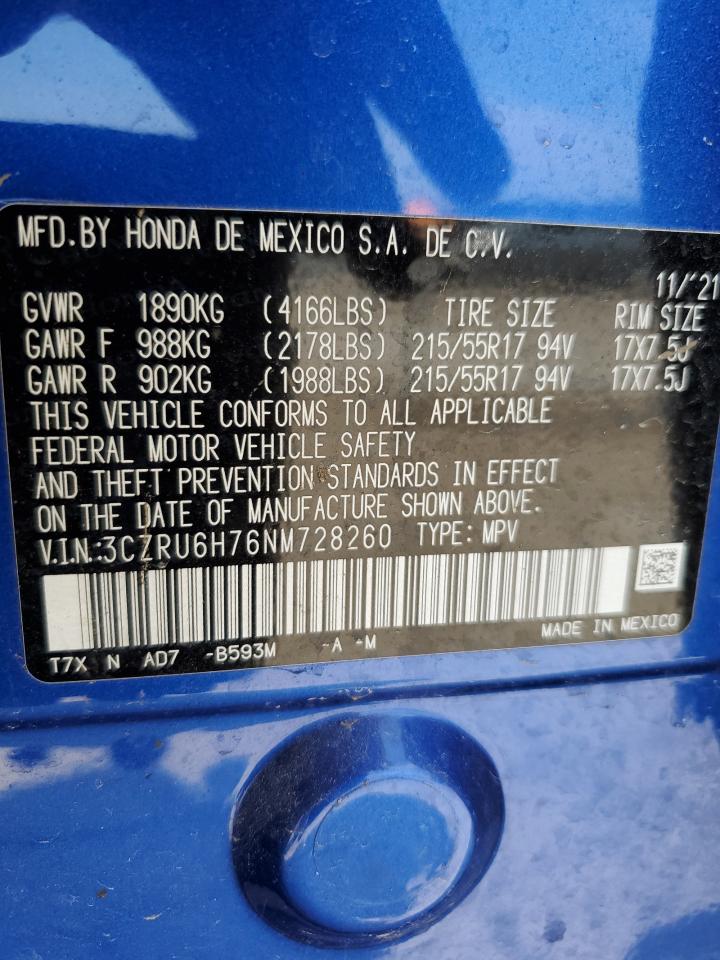 MFD.BY HONDA DE MEXICO S.A. DE C.V.
11/'21
GVWR 1890KG (4166LBS) TIRE SIZE RIM SIZE
GAWR F 988KG (2178LBS) 215/55R17 94V 17X7.5J
GAWR R 902KG (1988LBS) 215/55R17 94V 17X7.5J
THIS VEHICLE CONFORMS TO ALL APPLICABLE
FEDERAL MOTOR VEHICLE SAFETY
AND THEFT PREVENTION STANDARDS IN EFFECT
ON THE DATE OF MANUFACTURE SHOWN ABOVE.
V.I.N.:3CZRU6H76NM728260 TYPE: MPV
T7X N AD7 -B593M -A -M MADE IN MEXICO